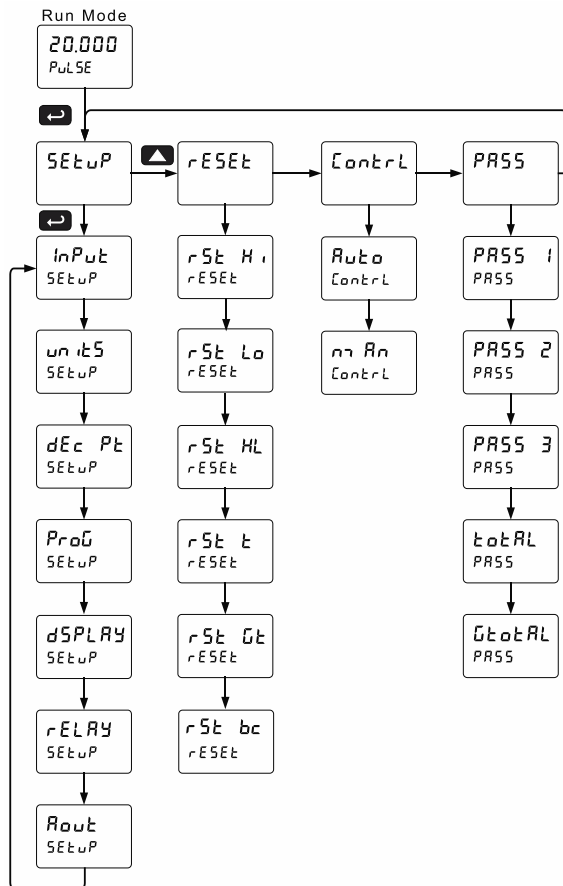 Run Mode
20.000
PuLSE
SEtuP
rESEt
ContrL
PASS
InPut
SEtuP
rSt Hi
rESEt
Auto
ContrL
PASS 1
PASS
unitS
SEtuP
rSt Lo
rESEt
mAn
ContrL
PASS 2
PASS
dEc Pt
SEtuP
rSt HL
rESEt
PASS 3
PASS
ProG
SEtuP
rSt t
rESEt
totAL
PASS
dSPLAY
SEtuP
rSt Gt
rESEt
GtotAL
PASS
rELAY
SEtuP
rSt bc
rESEt
Aout
SEtuP